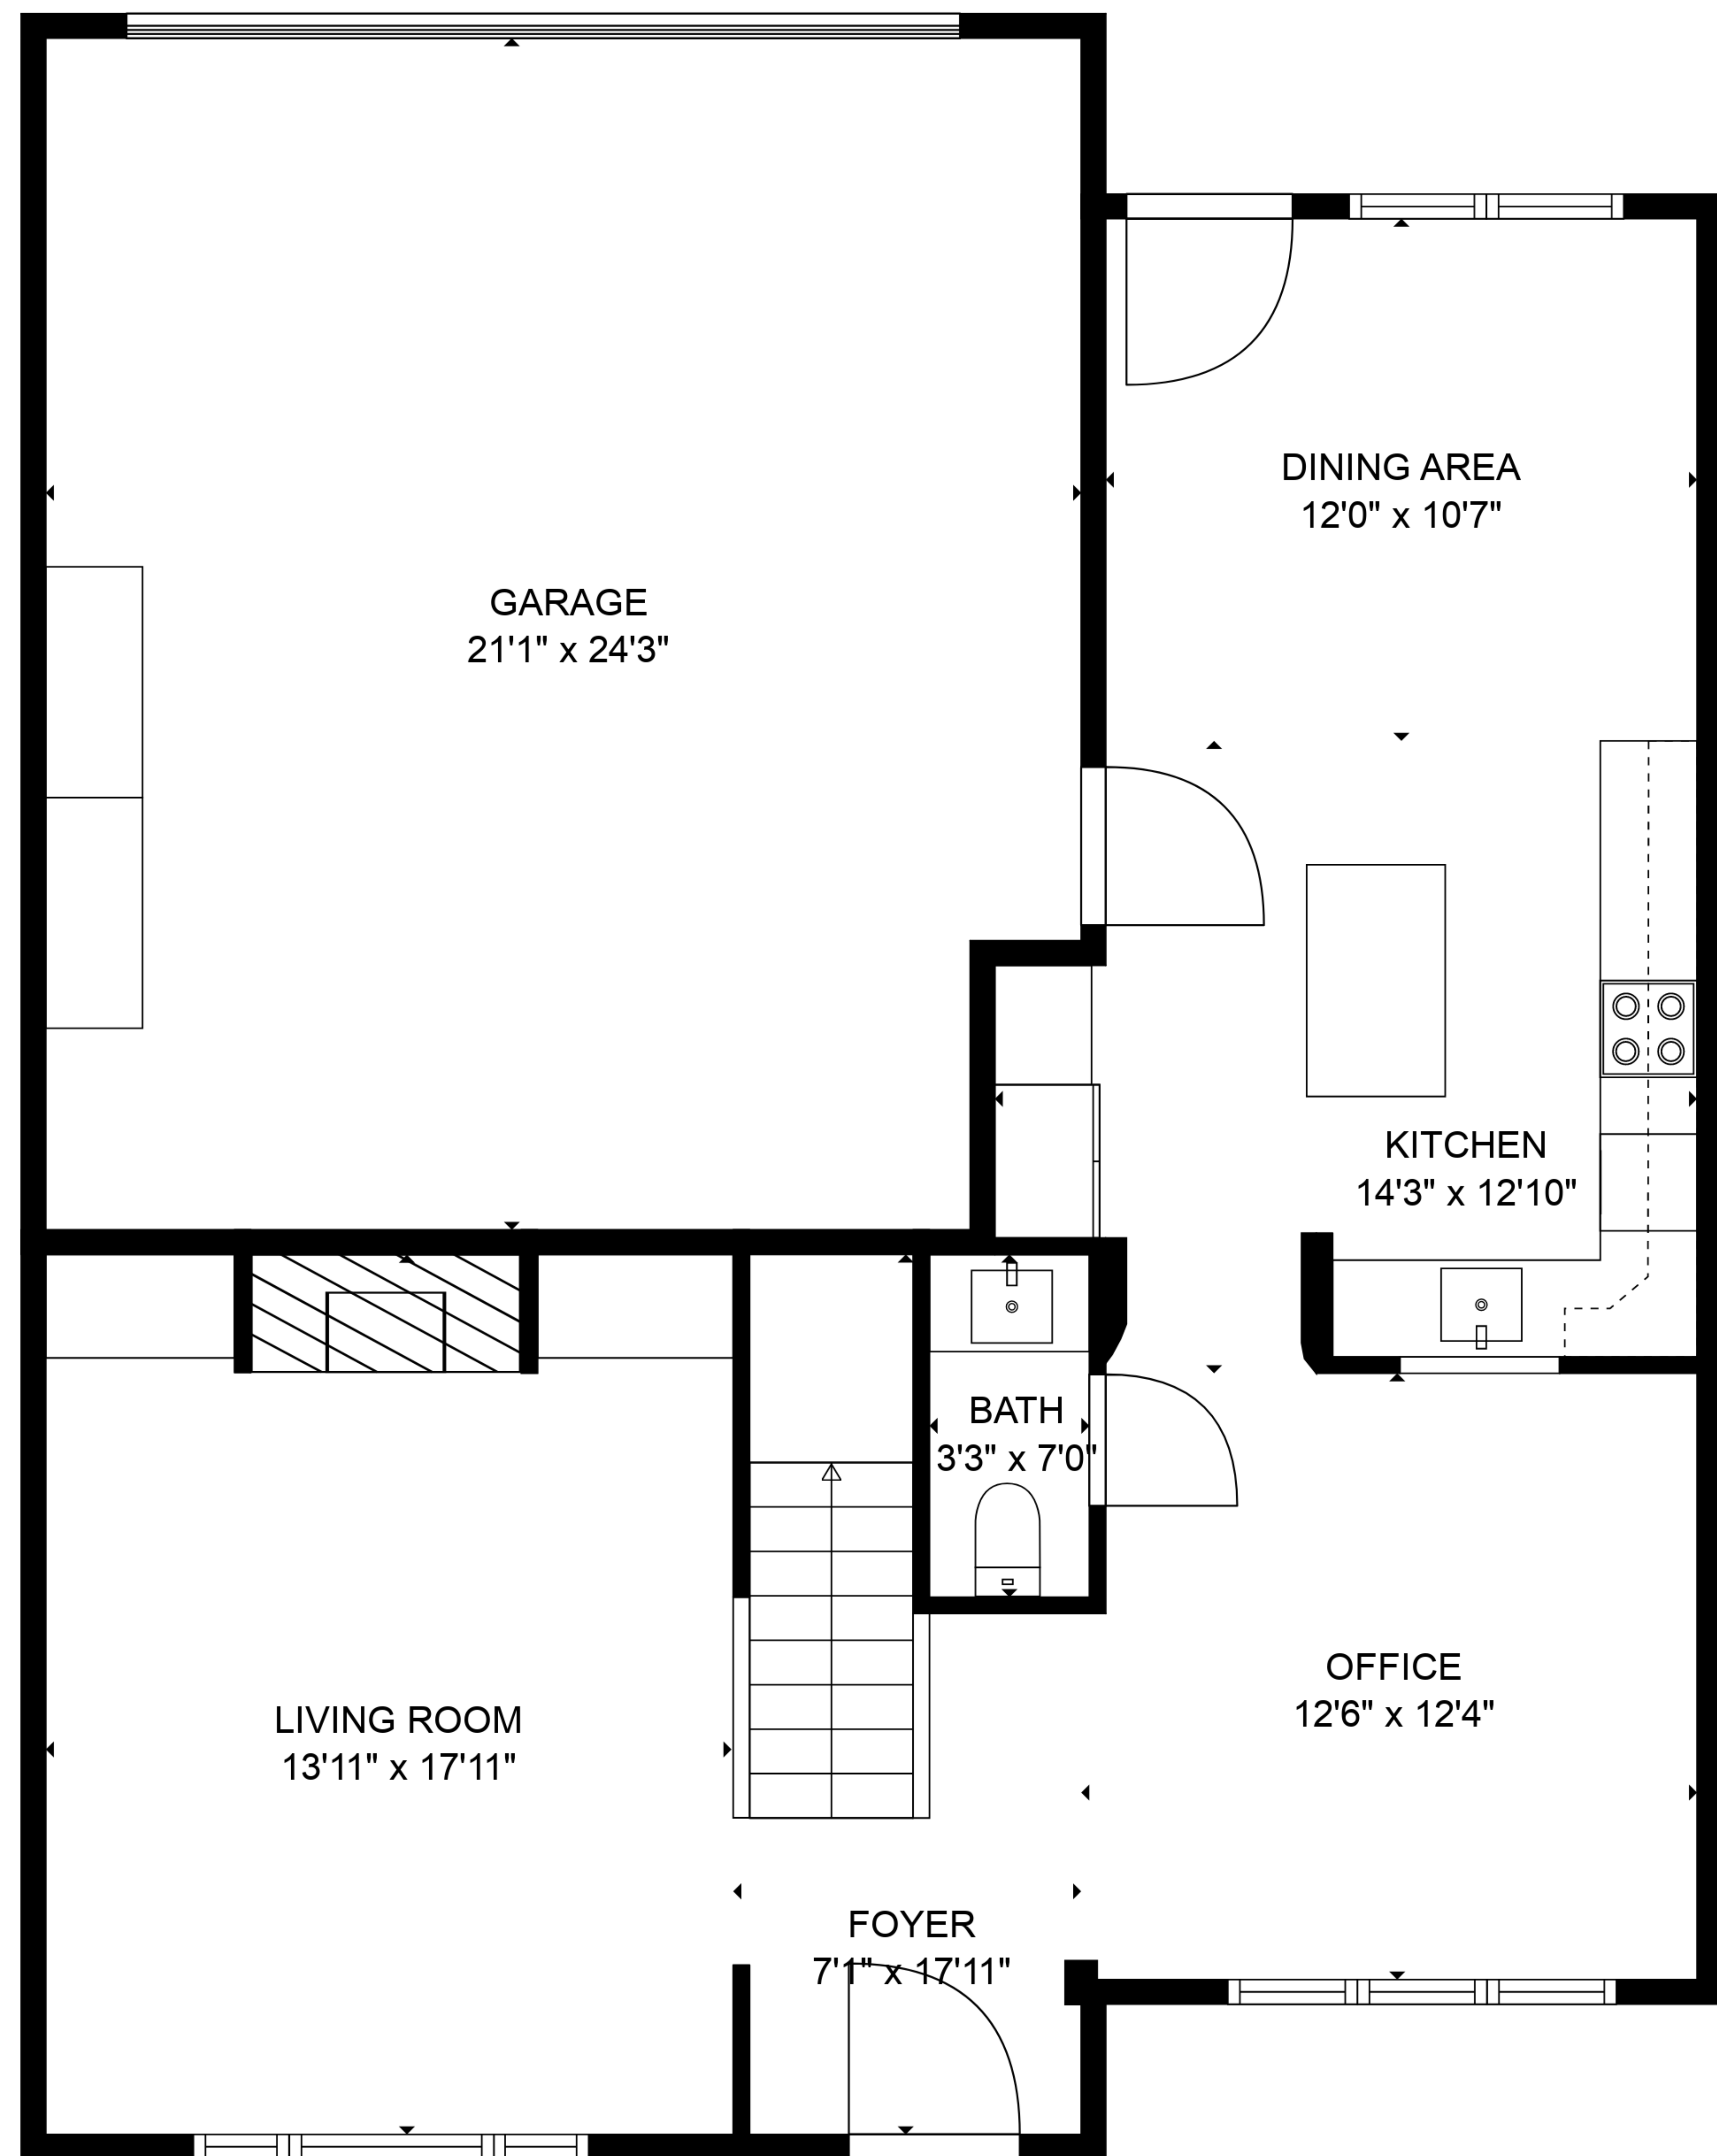 DINING AREA
12'0" x 10'7"
GARAGE
21'1" x 24'3"
KITCHEN
14'3" x 12'10"
BATH
3'3" x 7'0"
OFFICE
12'6" x 12'4"
LIVING ROOM
13'11" x 17'11"
FOYER
7'1" x 17'11"